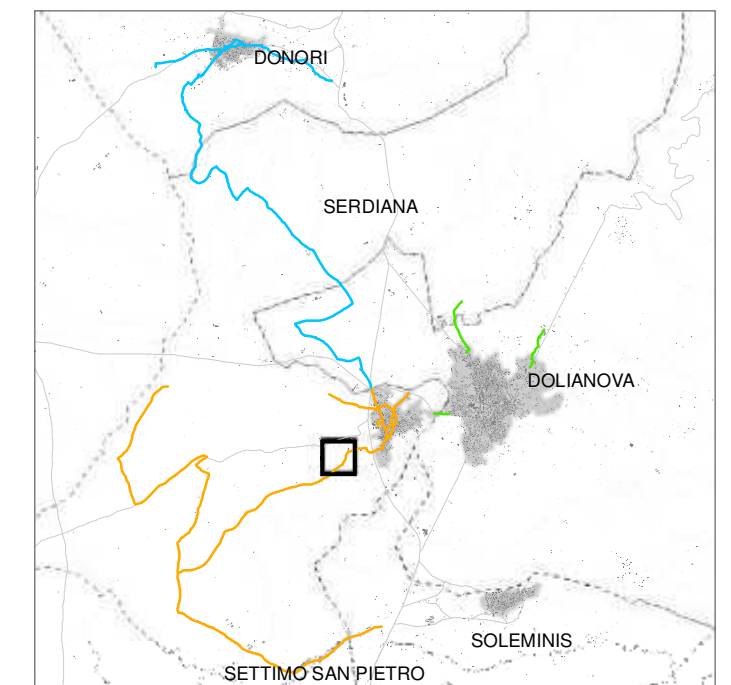 DONORI
SERDIANA
DOLIANOVA
SOLEMINIS
SETTIMO SAN PIETRO